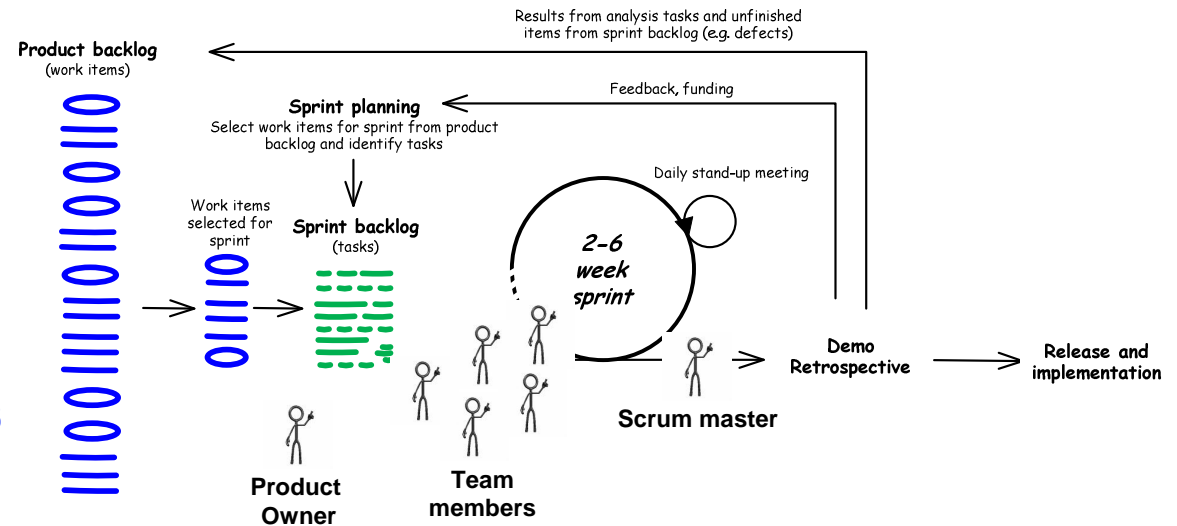 Results from analysis tasks and unfinished
items from sprint backlog (e.g. defects)
Product backlog
(work items)
Feedback, funding
Sprint planning
Select work items for sprint from product
backlog and identify tasks
Daily stand-up meeting
Work items
selected for
sprint
Sprint backlog
(tasks)
2-6
week
sprint
Demo
Retrospective
Release and
implementation
Scrum master
Product
Owner
Team
members